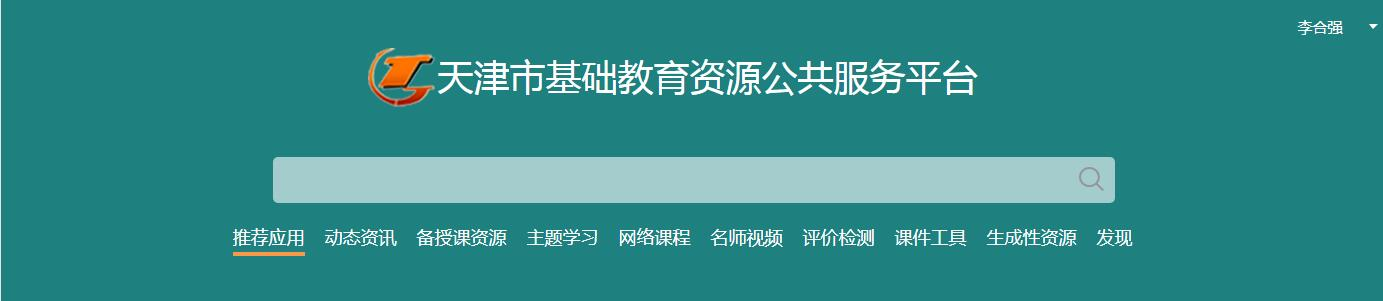 李合强
天津市基础教育资源公共服务平台
推荐应用 动态资讯 备授课资源 主题学习 网络课程 名师视频 评价检测 课件工具 生成性资源 发现